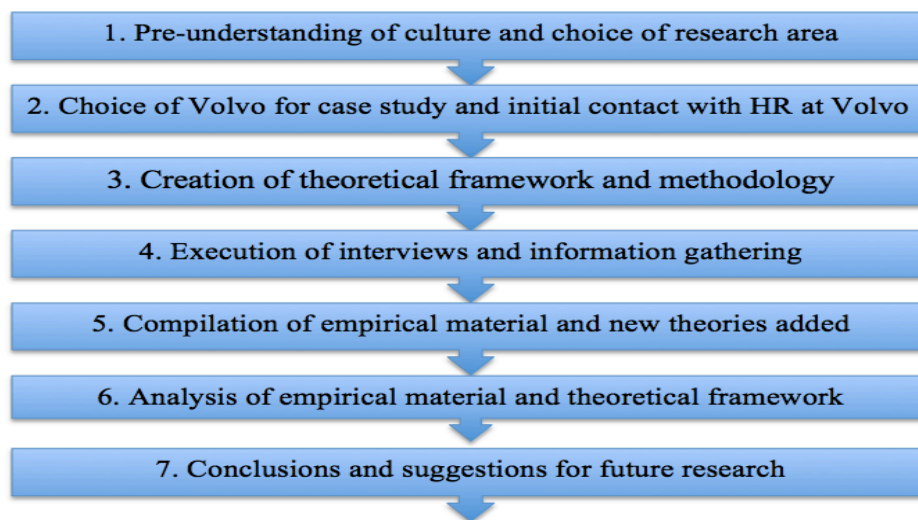 1. Pre-understanding of culture and choice of research area
2. Choice of Volvo for case study and initial contact with HR at Volvo
3. Creation of theoretical framework and methodology
4. Execution of interviews and information gathering
5. Compilation of empirical material and new theories added
6. Analysis of empirical material and theoretical framework
7. Conclusions and suggestions for future research